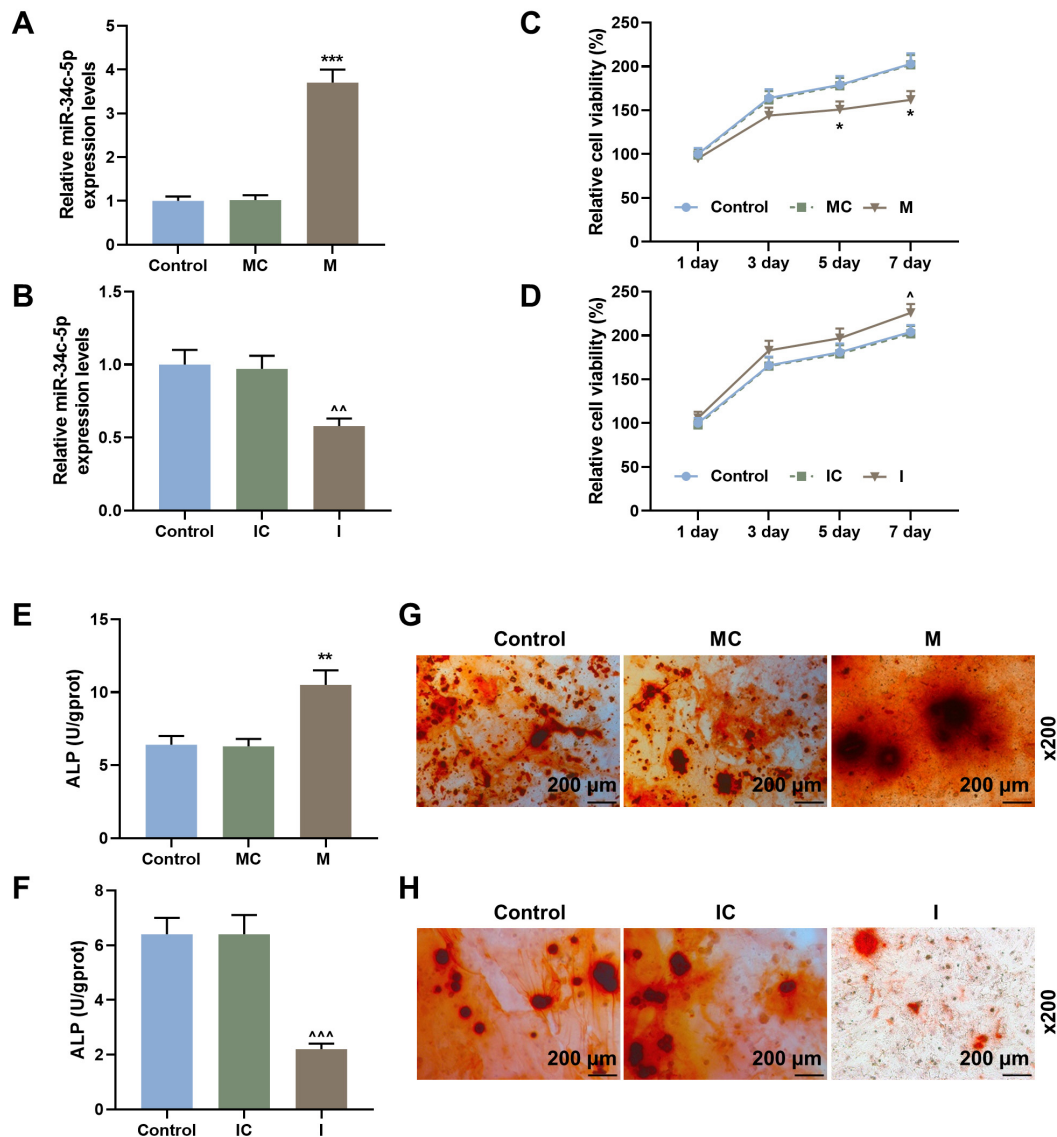 A
Relative miR-34c-5p
expression levels
5
4
3
2
1
0
***
Control MC M
C
Relative cell viability (%)
250
200
150
100
50
0
* *
Control MC M
1 day 3 day 5 day 7 day
B
Relative miR-34c-5p
expression levels
1.5
1.0
0.5
0.0
^^
Control IC I
D
Relative cell viability (%)
250
200
150
100
50
0
^
Control IC I
1 day 3 day 5 day 7 day
E
ALP (U/gprot)
15
10
5
0
**
Control MC M
G
Control MC M
200 µm 200 µm 200 µm
x200
F
ALP (U/gprot)
8
6
4
2
0
^^^
Control IC I
H
Control IC I
200 µm 200 µm 200 µm
x200